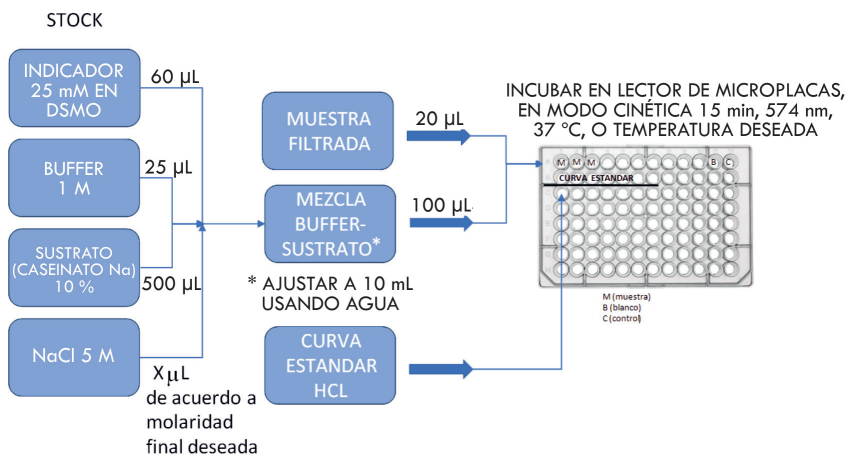 STOCK
INDICADOR
25 mM EN
DSMO
60 µL
BUFFER
1 M
25 µL
SUSTRATO
(CASEINATO Na)
10 %
500 µL
NaCl 5 M
XµL
de acuerdo a
molaridad
final deseada
MUESTRA
FILTRADA
20 µL
MEZCLA
BUFFER-
SUSTRATO*
100 µL
* AJUSTAR A 10 mL
USANDO AGUA
CURVA
ESTANDAR
HCL
INCUBAR EN LECTOR DE MICROPLACAS,
EN MODO CINÉTICA 15 min, 574 nm,
37 °C, O TEMPERATURA DESEADA
M M M B C
CURVA ESTANDAR
M (muestra)
B (blanco)
C (control)